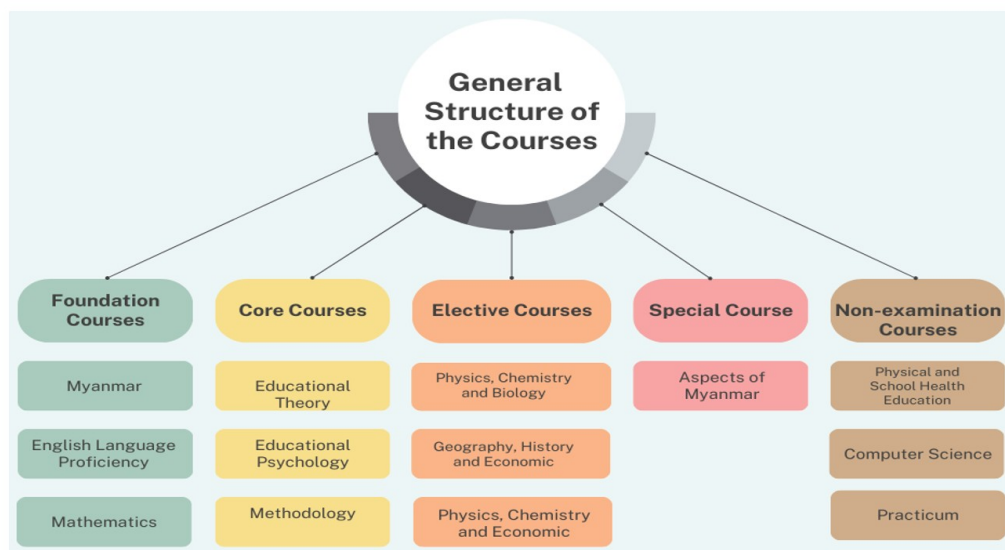 General
Structure of
the Courses
Foundation
Courses
Core Courses
Elective Courses
Special Course
Non-examination
Courses
Myanmar
Educational
Theory
Physics, Chemistry
and Biology
Aspects of
Myanmar
Physical and
School Health
Education
English Language
Proficiency
Educational
Psychology
Geography, History
and Economic
Computer Science
Mathematics
Methodology
Physics, Chemistry
and Economic
Practicum